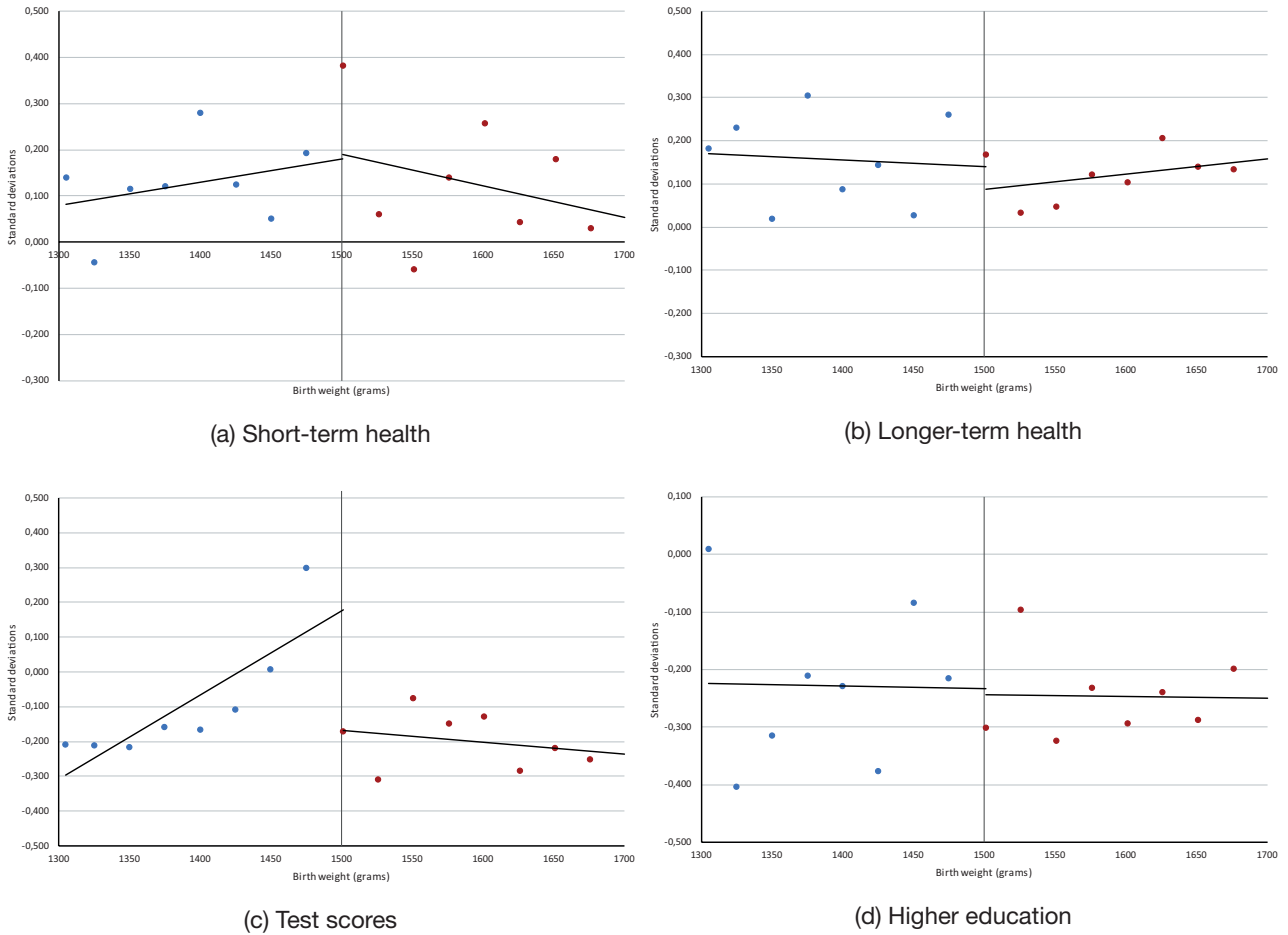 0,500
0,400
0,300
0,200
0,100
0,000
-0,100
-0,200
-0,300
Standard deviations
1300 1350 1400 1450 1500 1550 1600 1650 1700
Birth weight (grams)
(a) Short-term health
0,500
0,400
0,300
0,200
0,100
0,000
-0,100
-0,200
-0,300
Standard deviations
1300 1350 1400 1450 1500 1550 1600 1650 1700
Birth weight (grams)
(b) Longer-term health
0,500
0,400
0,300
0,200
0,100
0,000
-0,100
-0,200
-0,300
-0,400
-0,500
Standard deviations
1300 1350 1400 1450 1500 1550 1600 1650 1700
Birth weight (grams)
(c) Test scores
0,100
0,000
-0,100
-0,200
-0,300
-0,400
-0,500
Standard deviations
1300 1350 1400 1450 1500 1550 1600 1650 1700
Birth weight (grams)
(d) Higher education